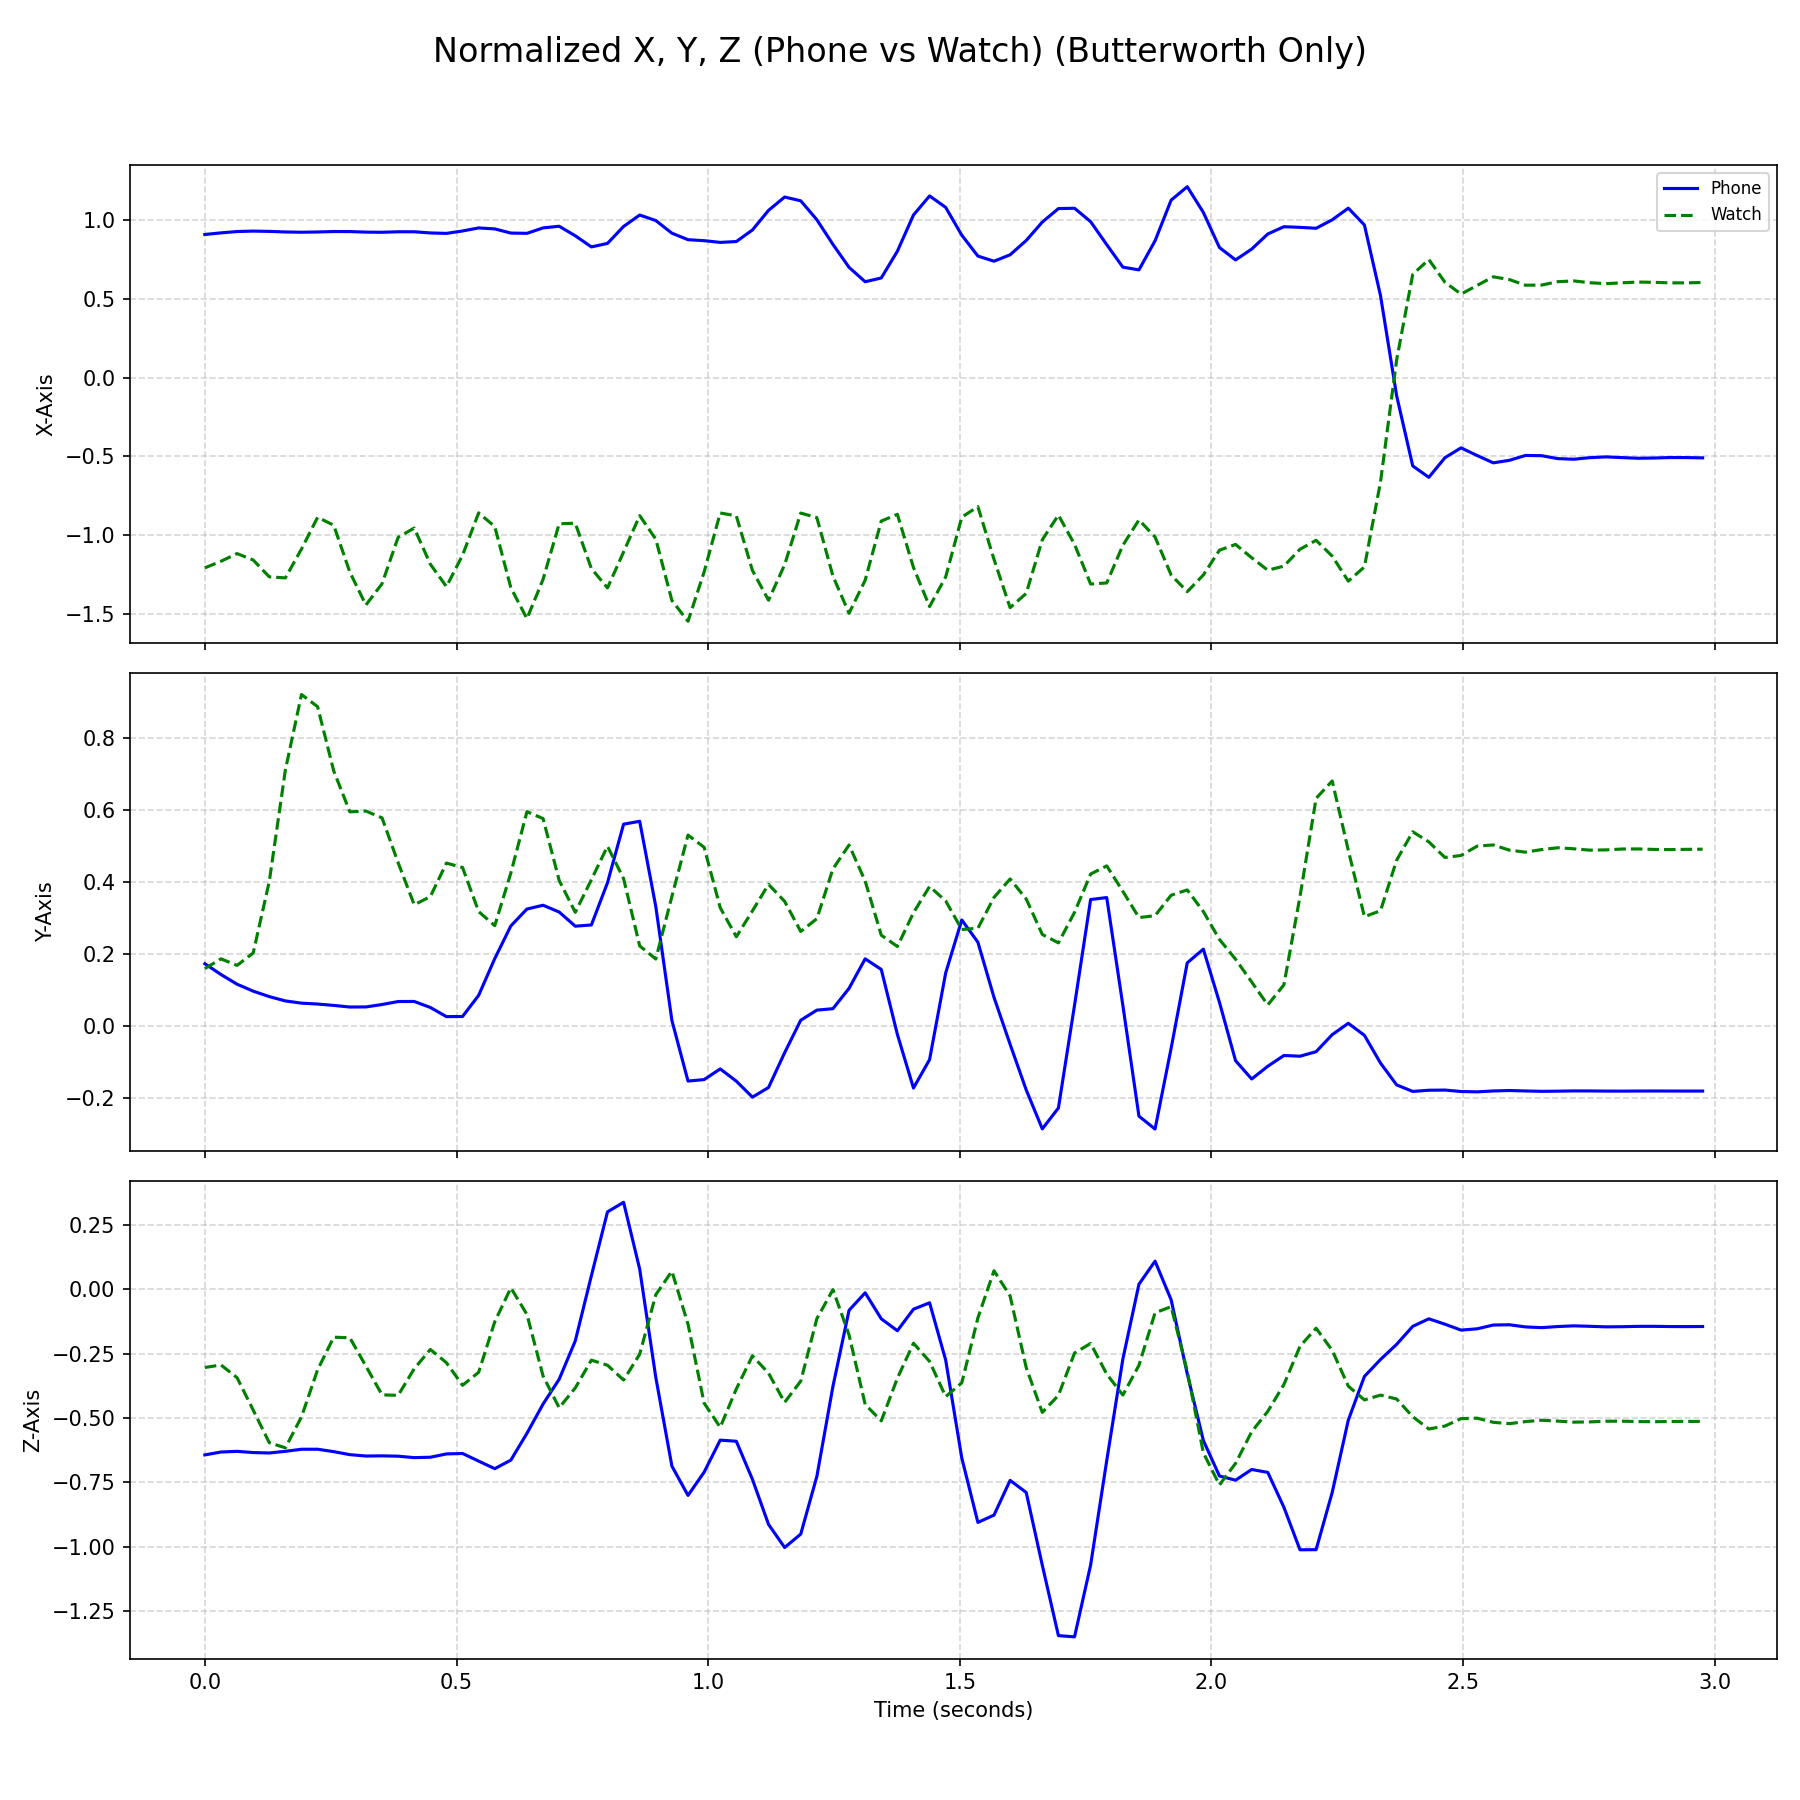 Normalized X, Y, Z (Phone vs Watch) (Butterworth Only)
Phone
Watch
X-Axis
1.0
0.5
0.0
−0.5
−1.0
−1.5
Y-Axis
0.8
0.6
0.4
0.2
0.0
−0.2
Z-Axis
0.25
0.00
−0.25
−0.50
−0.75
−1.00
−1.25
0.0 0.5 1.0 1.5 2.0 2.5 3.0
Time (seconds)